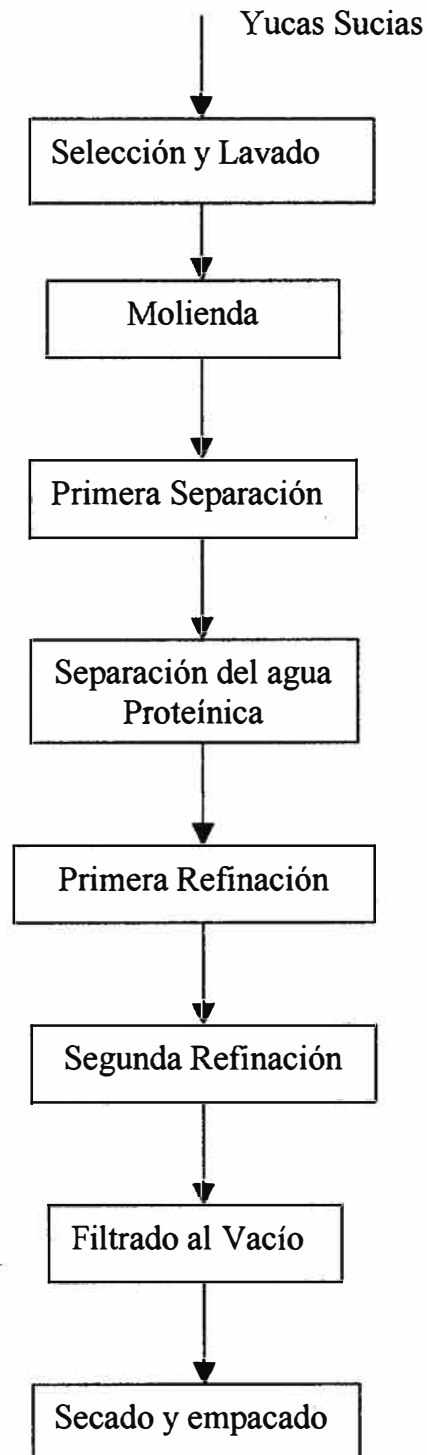 Yucas Sucias
Selección y Lavado
Molienda
Primera Separación
Separación del agua
Proteínica
Primera Refinación
Segunda Refinación
Filtrado al Vacío
Secado y empacado